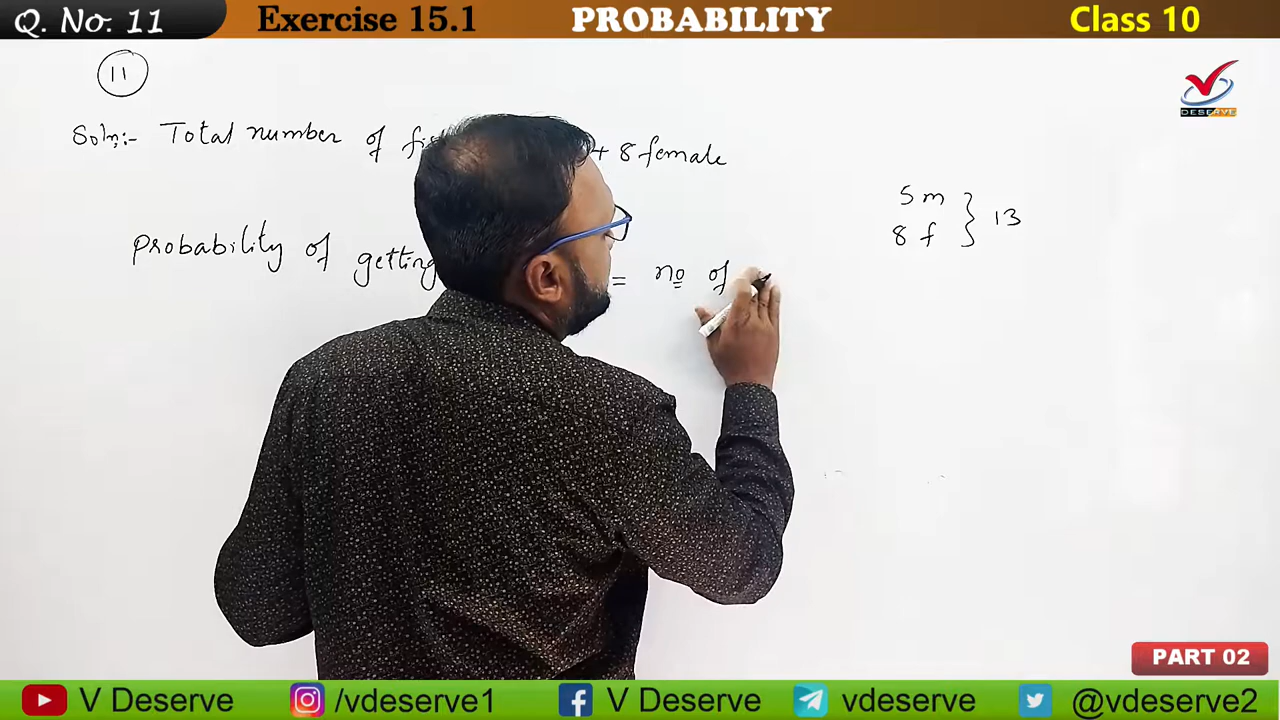 Q. No. 11
Exercise 15.1
PROBABILITY
Class 10
11
DESERVE
Soln:- Total number of + 8 female
5 m
8 f } 13
Probability of getting = no of
PART 02
V Deserve
/vdeserve1
V Deserve
vdeserve
@vdeserve2